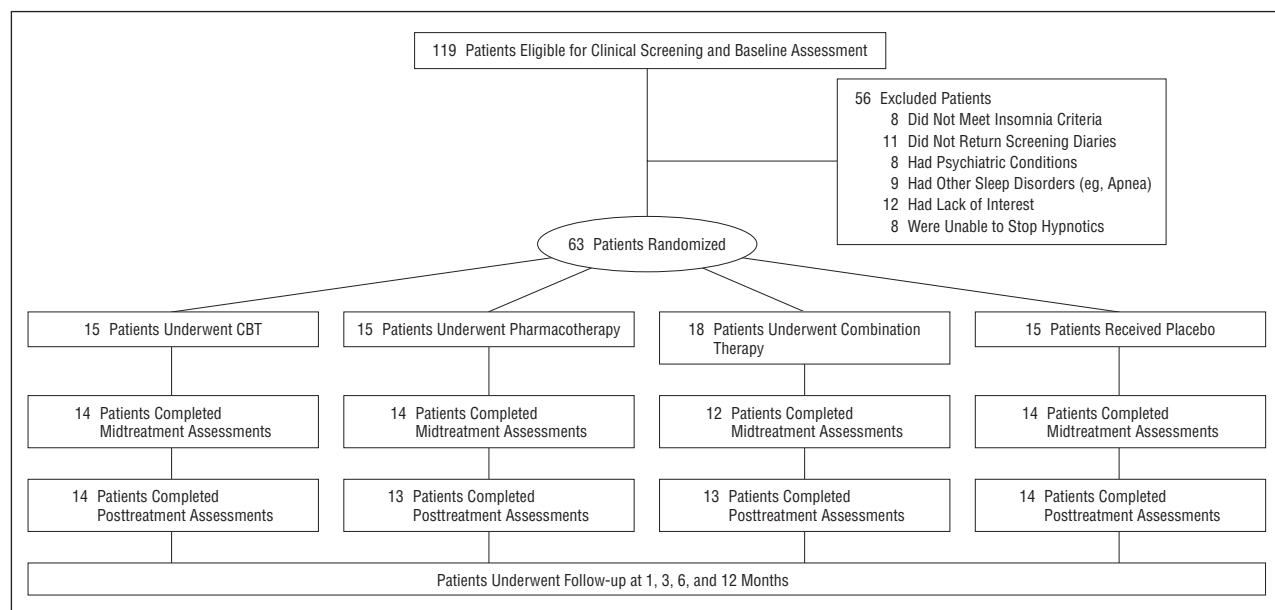 119 Patients Eligible for Clinical Screening and Baseline Assessment
56 Excluded Patients
8 Did Not Meet Insomnia Criteria
11 Did Not Return Screening Diaries
8 Had Psychiatric Conditions
9 Had Other Sleep Disorders (eg, Apnea)
12 Had Lack of Interest
8 Were Unable to Stop Hypnotics
63 Patients Randomized
15 Patients Underwent CBT
15 Patients Underwent Pharmacotherapy
18 Patients Underwent Combination
Therapy
15 Patients Received Placebo
14 Patients Completed
Midtreatment Assessments
14 Patients Completed
Midtreatment Assessments
12 Patients Completed
Midtreatment Assessments
14 Patients Completed
Midtreatment Assessments
14 Patients Completed
Posttreatment Assessments
13 Patients Completed
Posttreatment Assessments
13 Patients Completed
Posttreatment Assessments
14 Patients Completed
Posttreatment Assessments
Patients Underwent Follow-up at 1, 3, 6, and 12 Months